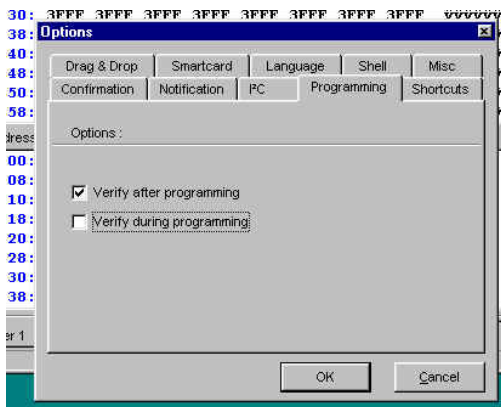 30: 3FFF 3FFF 3FFF 3FFF 3FFF 3FFF
38:
Options
40:
Drag & Drop Smartcard Language Shell Misc
48:
50: Confirmation Notification I²C Programming Shortcuts
58:
Options :
00:
08:
Verify after programming
10:
18:
Verify during programming
20:
28:
30:
38:
er 1
OK Cancel